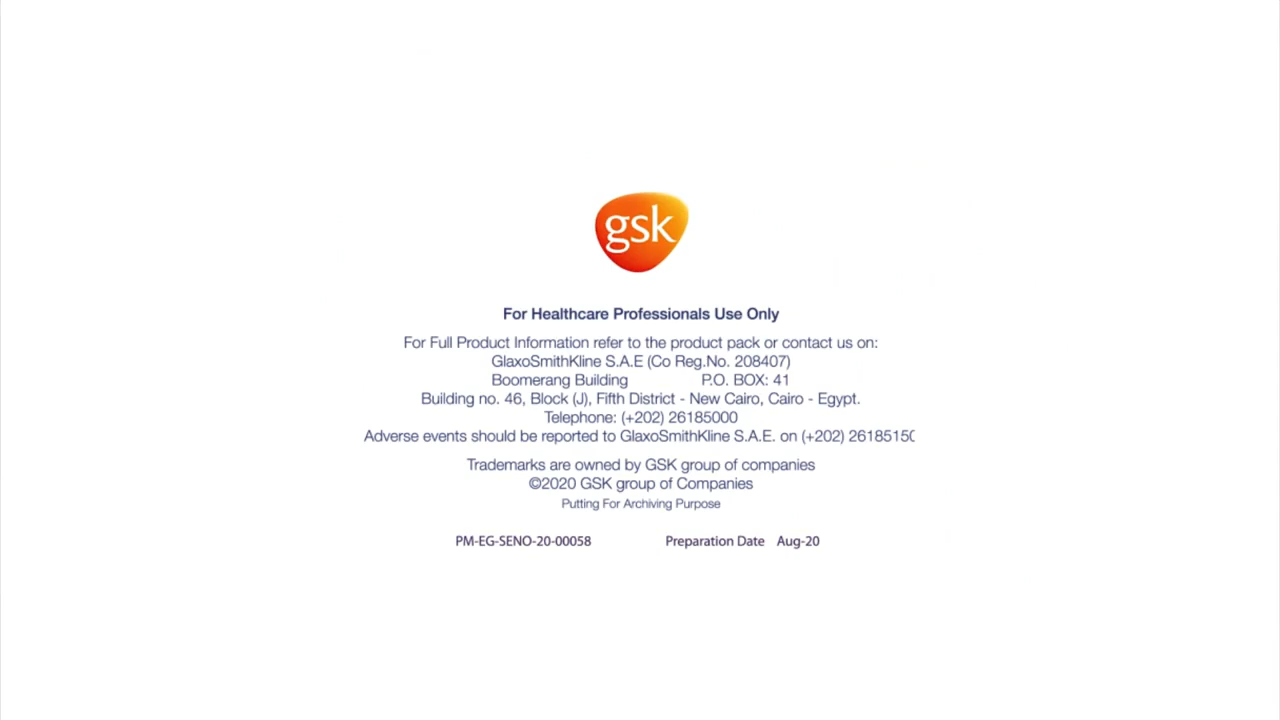 gsk
For Healthcare Professionals Use Only
For Full Product Information refer to the product pack or contact us on:
GlaxoSmithKline S.A.E (Co Reg.No. 208407)
Boomerang Building P.O. BOX: 41
Building no. 46, Block (J), Fifth District - New Cairo, Cairo - Egypt.
Telephone: (+202) 26185000
Adverse events should be reported to GlaxoSmithKline S.A.E. on (+202)
Trademarks are owned by GSK group of companies
©2020 GSK group of Companies
Putting For Archiving Purpose
PM-EG-SENO-20-00058 Preparation Date Aug-20